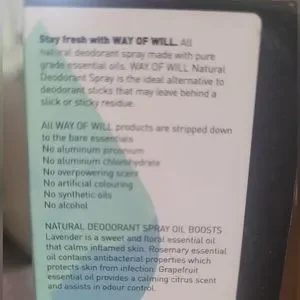 Stay fresh with WAY OF WILL. All
natural deodorant spray made with pure
grade essential oils. WAY OF WILL Natural
Deodorant Spray is the ideal alternative to
deodorant sticks that may leave behind a
slick or sticky residue.
All WAY OF WILL products are stripped down
to the bare essentials
No aluminum zirconium
No aluminum chlorohydrate
No overpowering scent
No artificial colouring
No synthetic oils
No alcohol
NATURAL DEODORANT SPRAY OIL BOOSTS
Lavender is a sweet and floral essential oil
that calms inflamed skin. Rosemary essential
oil contains antibacterial properties which
protects skin from infection. Grapefruit
essential oil provides a calming citrus scent
and assists in odour control.